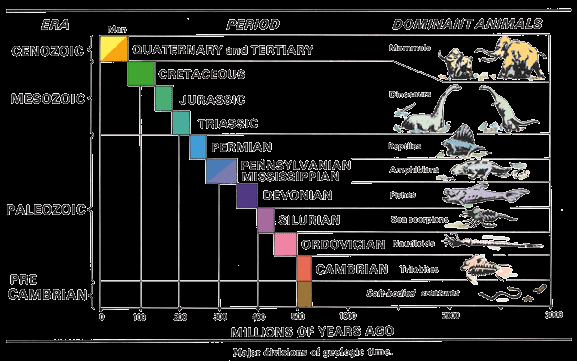 ERA PERIOD DOMINANT ANIMALS
Man
CENOZOIC QUATERNARY and TERTIARY Mammals
CRETACEOUS
MESOZOIC JURASSIC Dinosaurs
TRIASSIC
PERMIAN Reptiles
PENNSYLVANIAN
MISSISSIPPIAN Amphibians
DEVONIAN Fishes
PALEOZOIC SILURIAN Sea scorpions
ORDOVICIAN Nautiloids
CAMBRIAN Trilobites
PRE
CAMBRIAN Soft-bodied creatures
0 100 200 300 400 500 1000 2000 3000
MILLIONS OF YEARS AGO
Major divisions of geologic time.